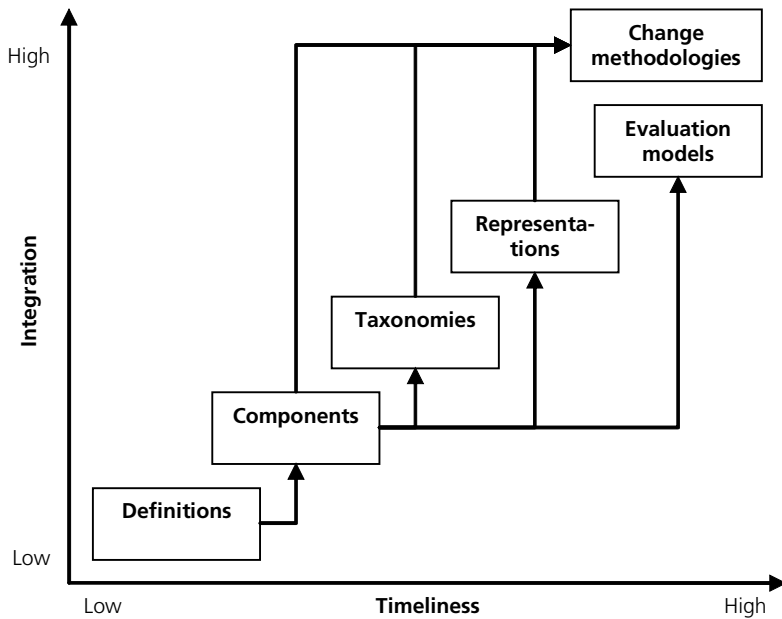 High
Change
methodologies
Evaluation
models
Representa-
tions
Integration
Taxonomies
Components
Definitions
Low
Low
Timeliness
High